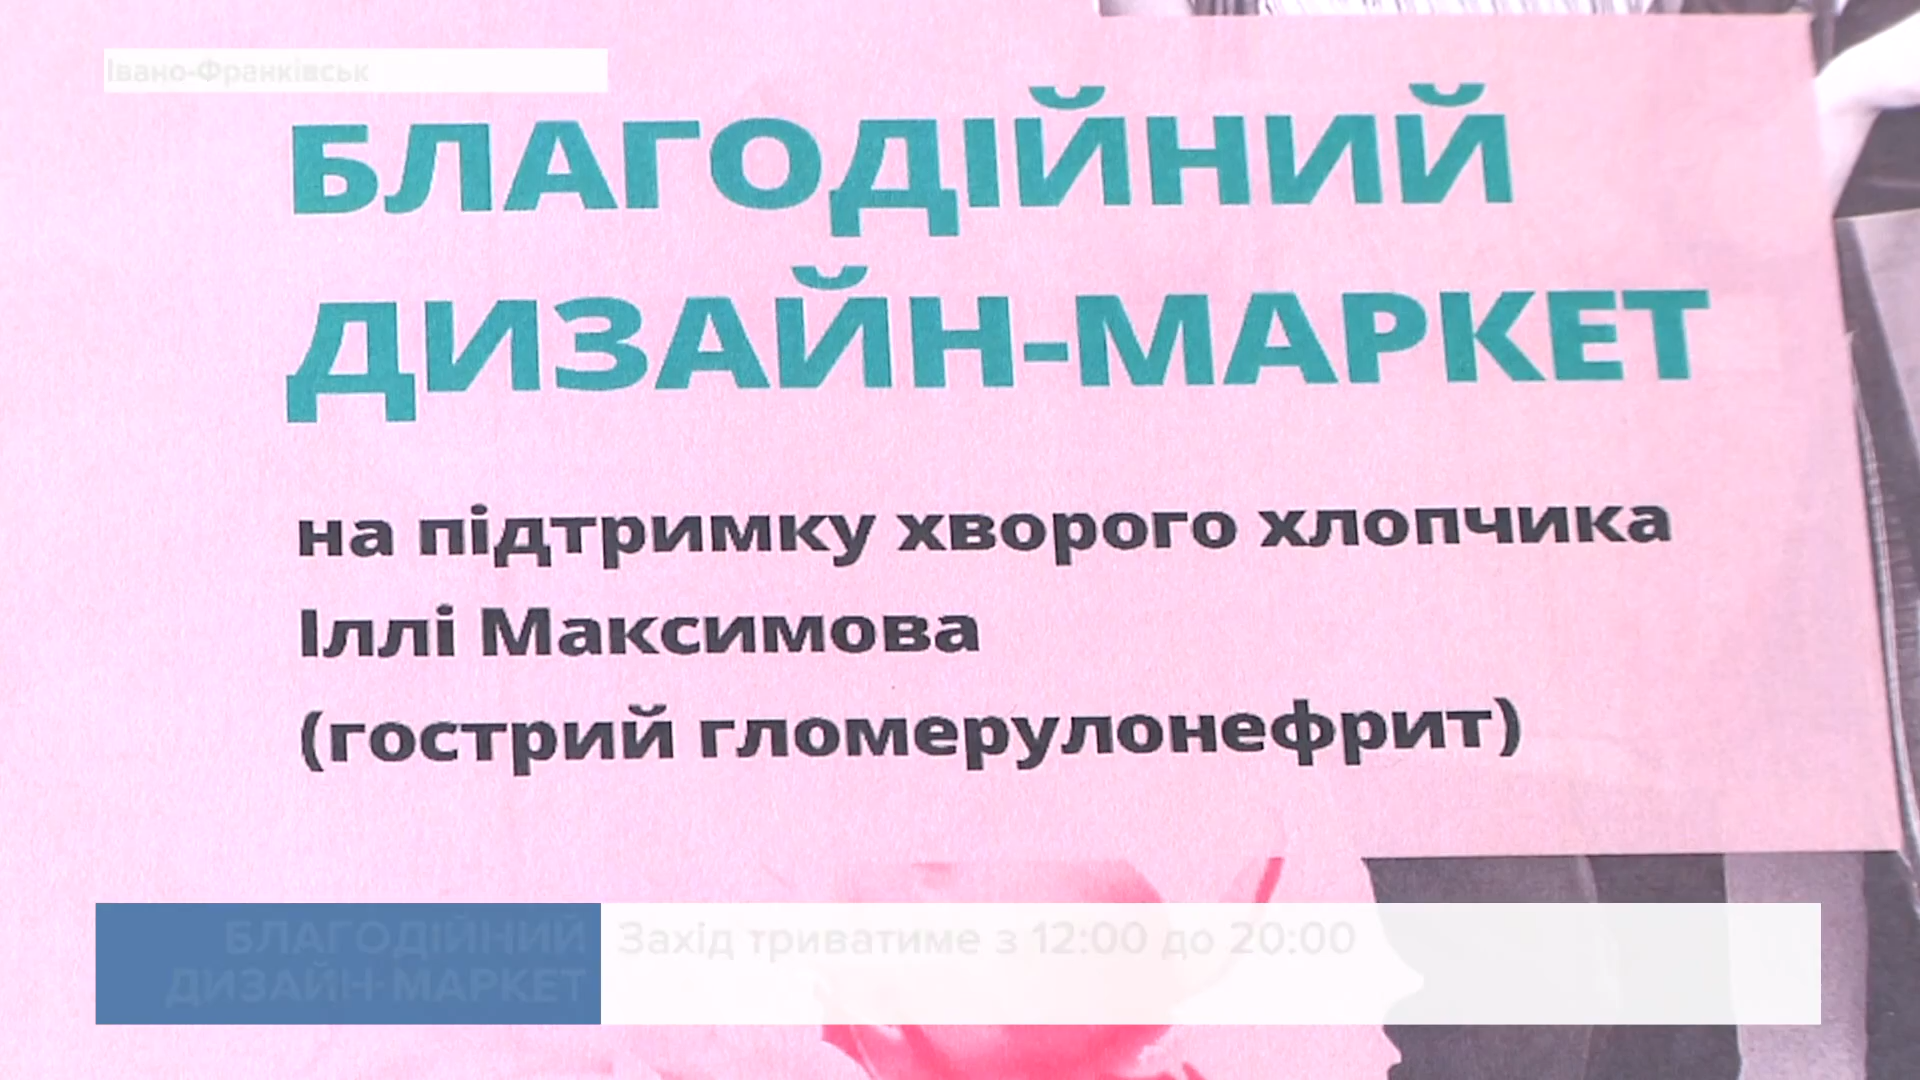 Івано-Франківськ
БЛАГОДІЙНИЙ
ДИЗАЙН-МАРКЕТ
на підтримку хворого хлопчика
Іллі Максимова
(гострий гломерулонефрит)
БЛАГОДІЙНИЙ
ДИЗАЙН-МАРКЕТ
Захід триватиме з 12:00 до 20:00